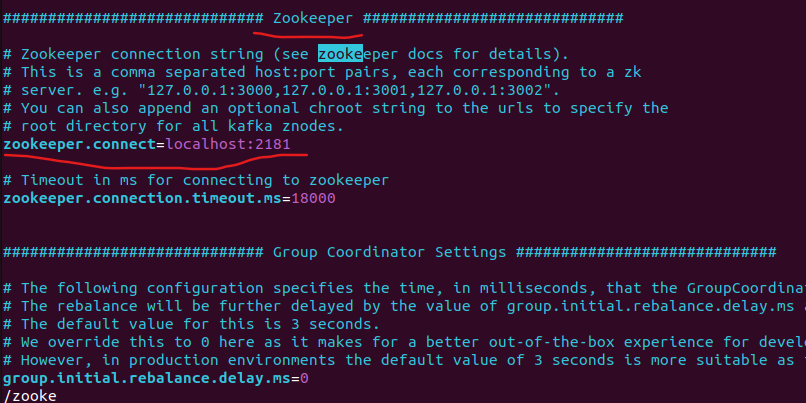 ############################# Zookeeper #############################
# Zookeeper connection string (see zookeeper docs for details).
# This is a comma separated host:port pairs, each corresponding to a zk
# server. e.g. "127.0.0.1:3000,127.0.0.1:3001,127.0.0.1:3002".
# You can also append an optional chroot string to the urls to specify the
# root directory for all kafka znodes.
zookeeper.connect=localhost:2181
# Timeout in ms for connecting to zookeeper
zookeeper.connection.timeout.ms=18000
############################# Group Coordinator Settings #############################
# The following configuration specifies the time, in milliseconds, that the GroupCoordina
# The rebalance will be further delayed by the value of group.initial.rebalance.delay.ms
# The default value for this is 3 seconds.
# We override this to 0 here as it makes for a better out-of-the-box experience for devel
# However, in production environments the default value of 3 seconds is more suitable as
group.initial.rebalance.delay.ms=0
/zooke